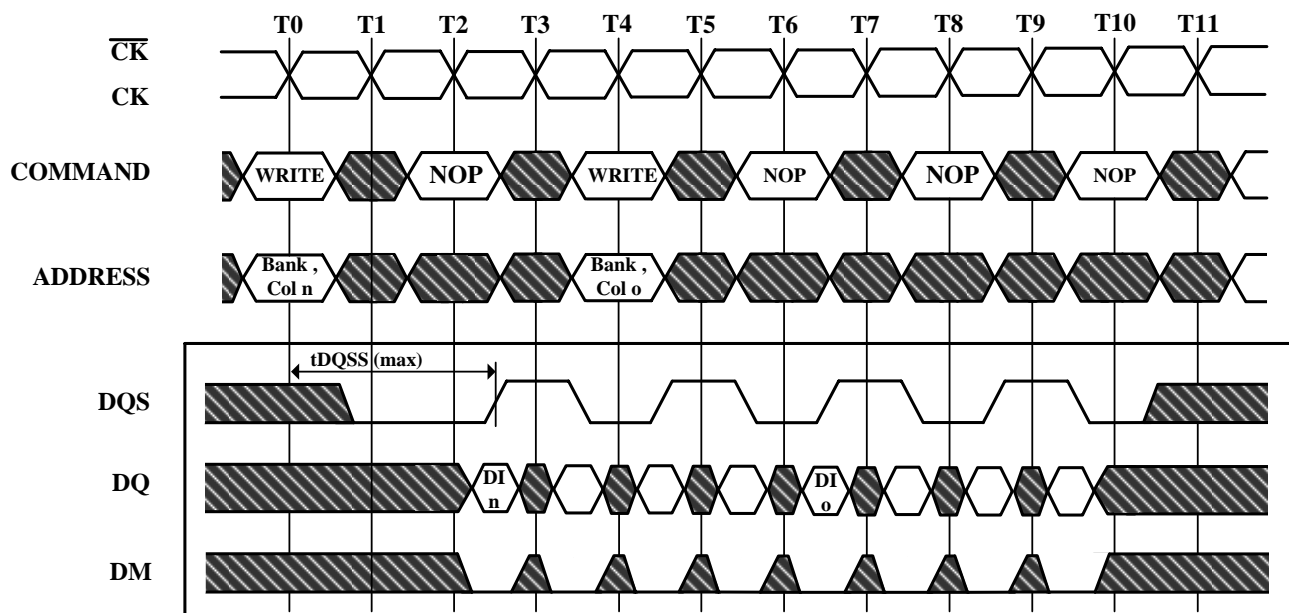 T0 T1 T2 T3 T4 T5 T6 T7 T8 T9 T10 T11
CK
CK
COMMAND WRITE NOP WRITE NOP NOP NOP
ADDRESS
Bank ,
Col n
Bank ,
Col o
tDQSS (max)
DQS
DQ
DI
n
DI
o
DM